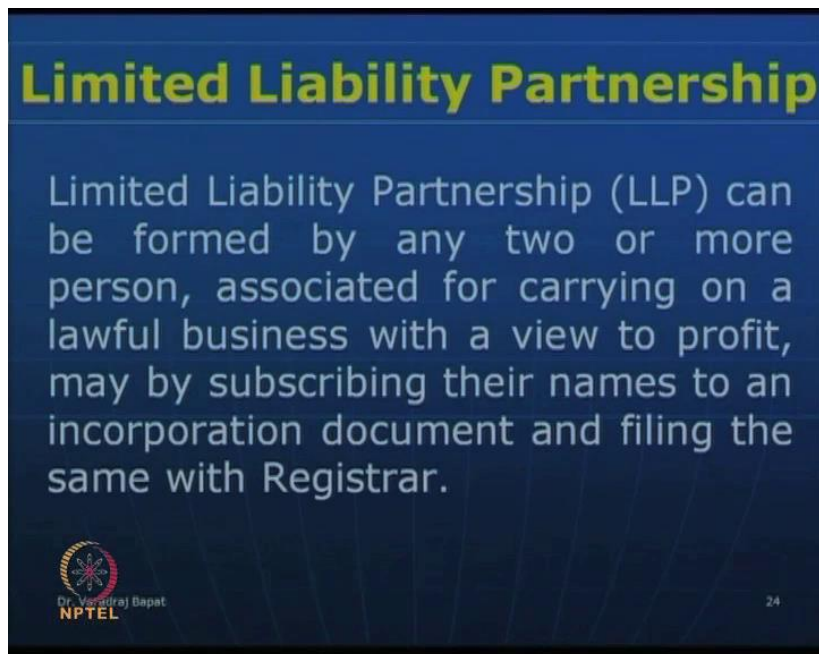 Limited Liability Partnership
Limited Liability Partnership (LLP) can
be formed by any two or more
person, associated for carrying on a
lawful business with a view to profit,
may by subscribing their names to an
incorporation document and filing the
same with Registrar.
Dr. Varadraj Bapat
NPTEL
24